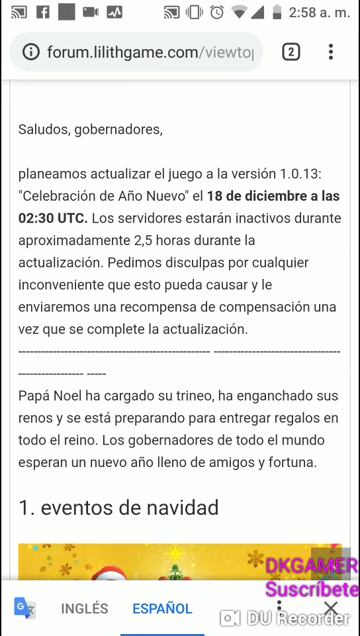 2:58 a. m.
forum.lilithgame.com/viewtop
2
Saludos, gobernadores,
planeamos actualizar el juego a la versión 1.0.13:
"Celebración de Año Nuevo" el 18 de diciembre a las
02:30 UTC. Los servidores estarán inactivos durante
aproximadamente 2,5 horas durante la
actualización. Pedimos disculpas por cualquier
inconveniente que esto pueda causar y le
enviaremos una recompensa de compensación una
vez que se complete la actualización.
-------------------------------------------------- ---------------------------------
----------------- -----
Papá Noel ha cargado su trineo, ha enganchado sus
renos y se está preparando para entregar regalos en
todo el reino. Los gobernadores de todo el mundo
esperan un nuevo año lleno de amigos y fortuna.
1. eventos de navidad
DKGAMER
Suscríbete
INGLÉS ESPAÑOL
DU Recorder